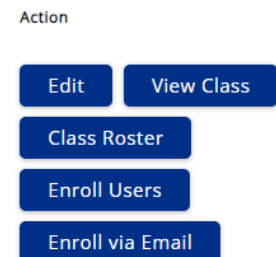 Action
Edit View Class
Class Roster
Enroll Users
Enroll via Email